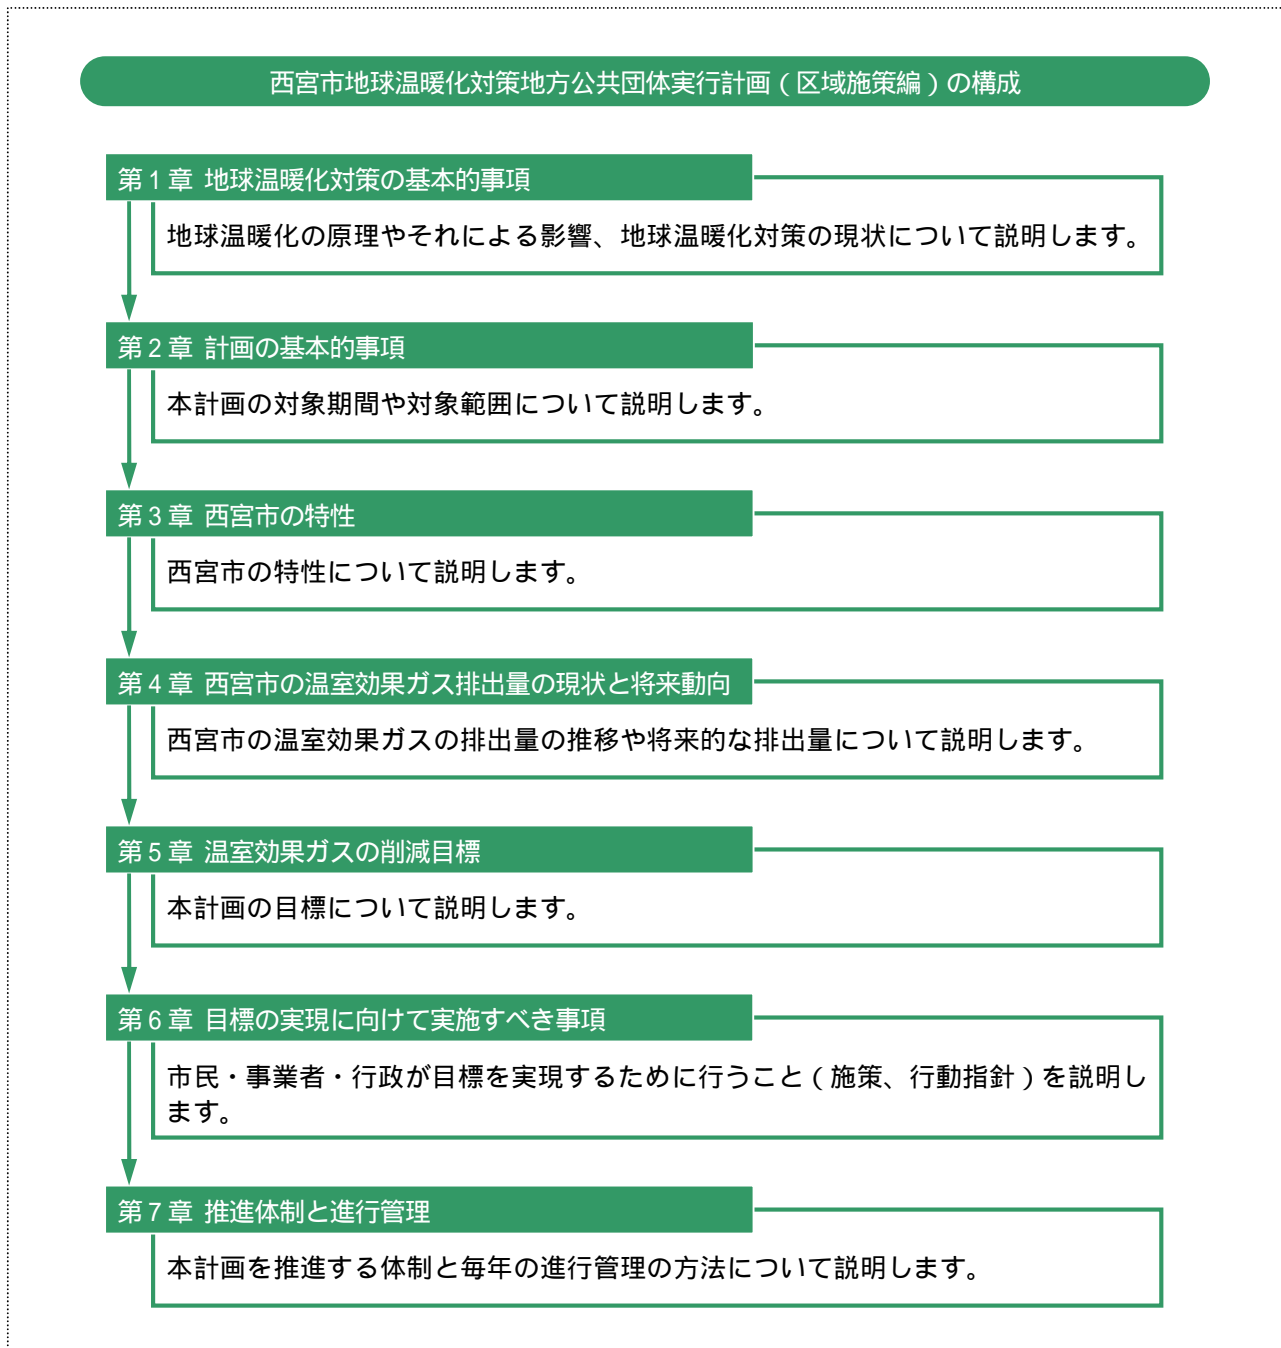 西宮市地球温暖化対策地方公共団体実行計画（区域施策編）の構成
第１章 地球温暖化対策の基本的事項
地球温暖化の原理やそれによる影響、地球温暖化対策の現状について説明します。
第２章 計画の基本的事項
本計画の対象期間や対象範囲について説明します。
第３章 西宮市の特性
西宮市の特性について説明します。
第４章 西宮市の温室効果ガス排出量の現状と将来動向
西宮市の温室効果ガスの排出量の推移や将来的な排出量について説明します。
第５章 温室効果ガスの削減目標
本計画の目標について説明します。
第６章 目標の実現に向けて実施すべき事項
市民・事業者・行政が目標を実現するために行うこと（施策、行動指針）を説明し
ます。
第７章 推進体制と進行管理
本計画を推進する体制と毎年の進行管理の方法について説明します。